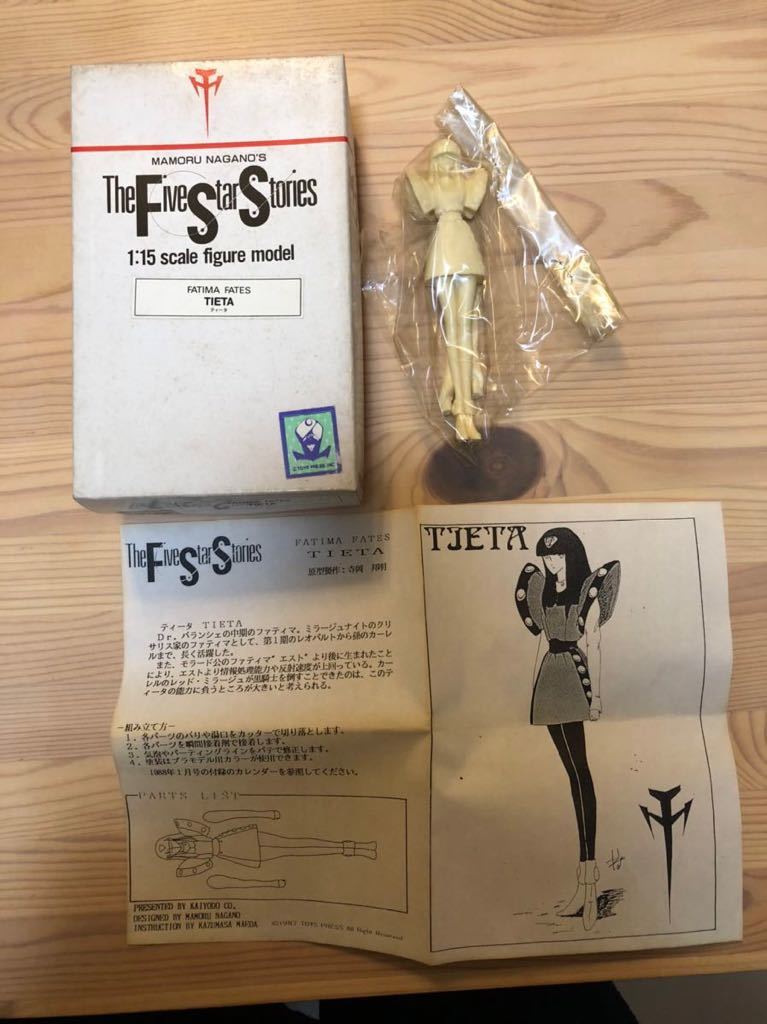 MAMORU NAGANO'S
The Five Star Stories
1:15 scale figure model
FATIMA FATES
TIETA
ティータ
© TOYS PRESS INC
The Five Star Stories
FATIMA FATES
TIETA
原型製作：寺岡 邦明
ティータ TIETA
Dr. バランシェの中期のファティマ。ミラージュナイトのクリ
サリス家のファティマとして、第1期のレオパルトから孫のカーレ
ルまで、長く活躍した。
また、モラード公のファティマ”エスト”より後に生まれたこと
により、エストより情報処理能力や反射速度が上回っている。カー
レルのレッド・ミラージュが黒騎士を倒すことできたのは、このテ
ィータの能力に負うところが大きいと考えられる。
－組み立て方－
1．各パーツのバリや湯口をカッターで切り落とします。
2．各パーツを瞬間接着剤で接着します。
3．気泡やパーティングラインをパテで修正します。
4．塗装はプラモデル用カラーが使用できます。
1988年1月号の付録のカレンダーを参照してください。
PARTS LIST
PRESENTED BY KAIYODO CO.
DESIGNED BY MAMORU NAGANO
INSTRUCTION BY KAZUMASA MAEDA
©1987 TOYS PRESS All Right Reserved
TIETA